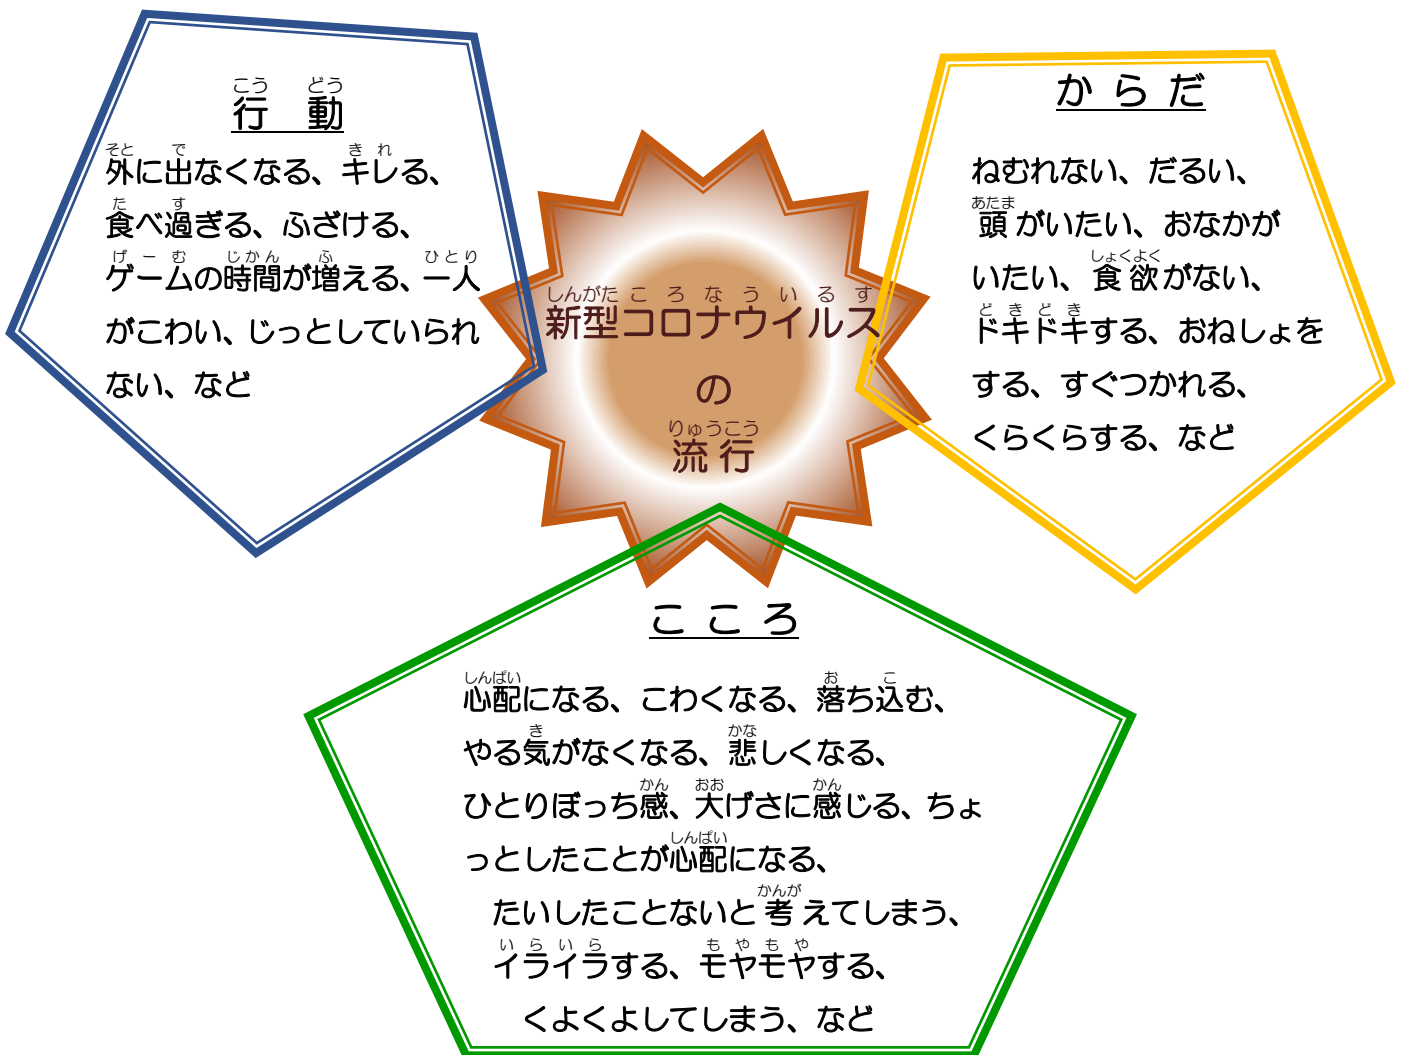 こう どう
行 動
そと で き れ
外に出なくなる、キレる、
た す
食べ過ぎる、ふざける、
げ ー む じかん ふ ひとり
ゲームの時間が増える、一人
がこわい、じっとしていられ
ない、など
しんがた こ ろ な う い る す
新型コロナウイルス
の
りゅうこう
流行
からだ
ねむれない、だるい、
あたま
頭がいたい、おなかが
しょくよく
いたい、食欲がない、
ど き ど き
ドキドキする、おねしょを
する、すぐつかれる、
くらくらする、など
こころ
しんぱい お こ
心配になる、こわくなる、落ち込む、
き かな
やる気がなくなる、悲しくなる、
かん おお かん
ひとりぼっち感、大げさに感じる、ちょ
しんぱい
っとしたことが心配になる、
かんが
たいしたことないと考えてしまう、
い ら い ら も や も や
イライラする、モヤモヤする、
くよくよしてしまう、など